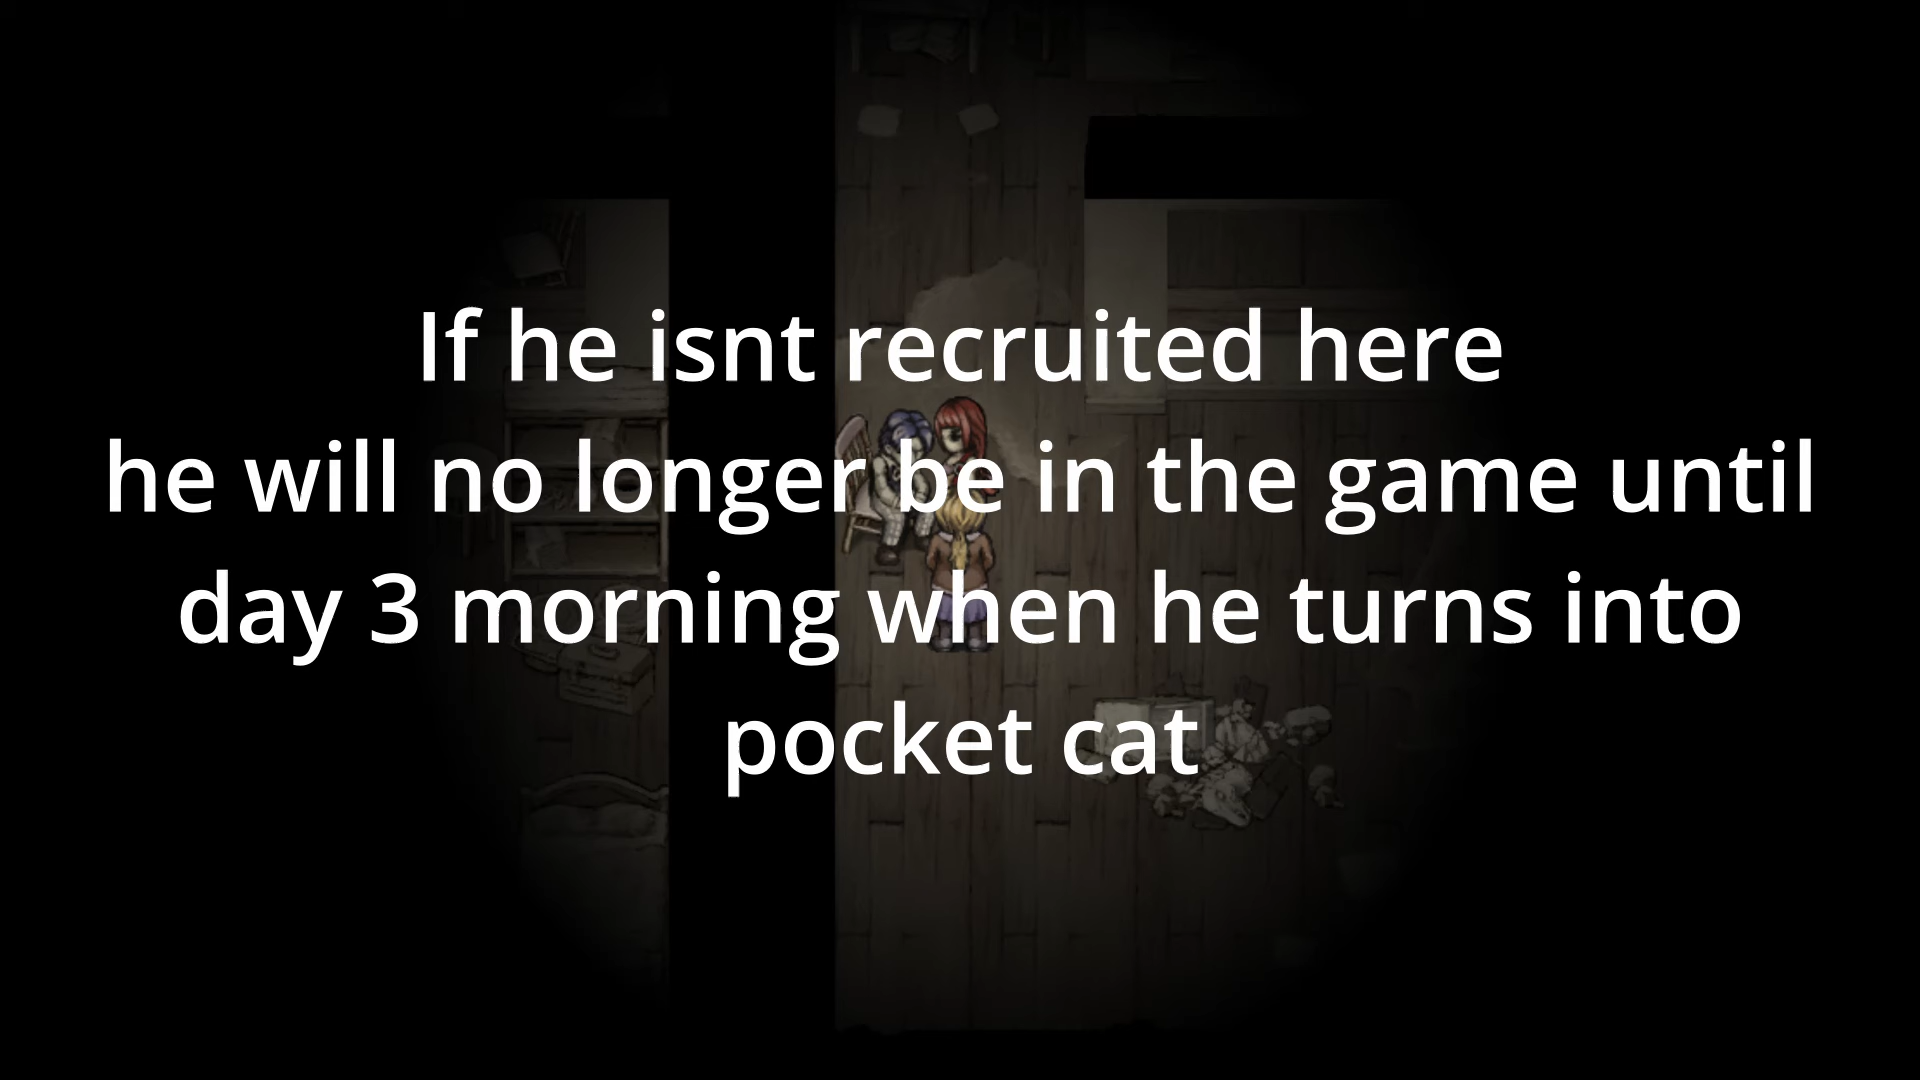 If he isnt recruited here
he will no longer be in the game until
day 3 morning when he turns into
pocket cat